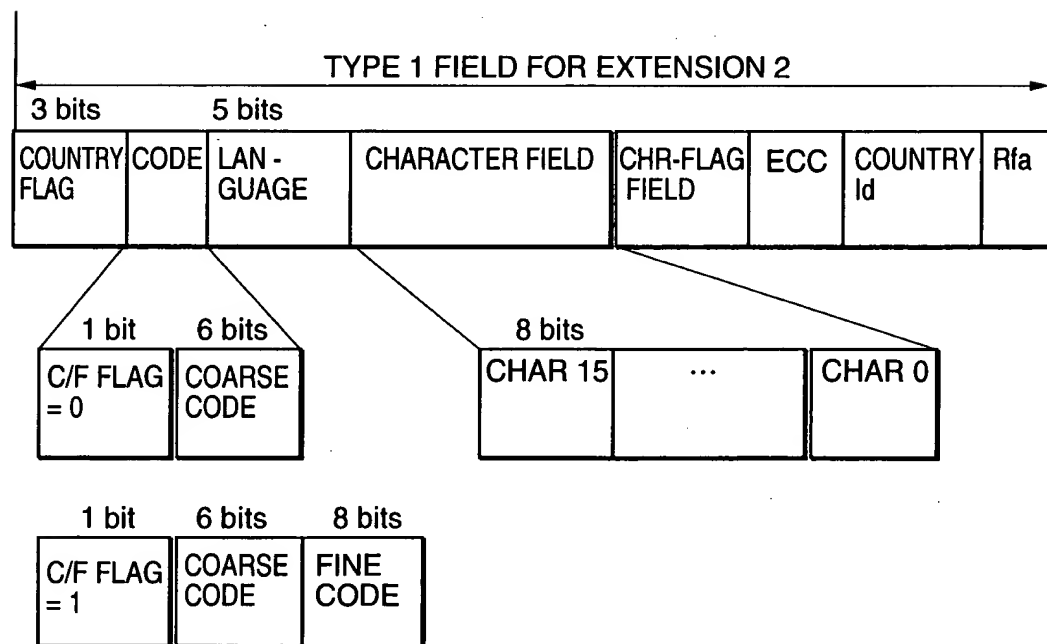 TYPE 1 FIELD FOR EXTENSION 2
3 bits 5 bits
COUNTRY FLAG
CODE
LAN-GUAGE
CHARACTER FIELD
CHR-FLAG FIELD
ECC
COUNTRY Id
Rfa
1 bit 6 bits
C/F FLAG = 0
COARSE CODE
8 bits
CHAR 15
...
CHAR 0
1 bit 6 bits 8 bits
C/F FLAG = 1
COARSE CODE
FINE CODE